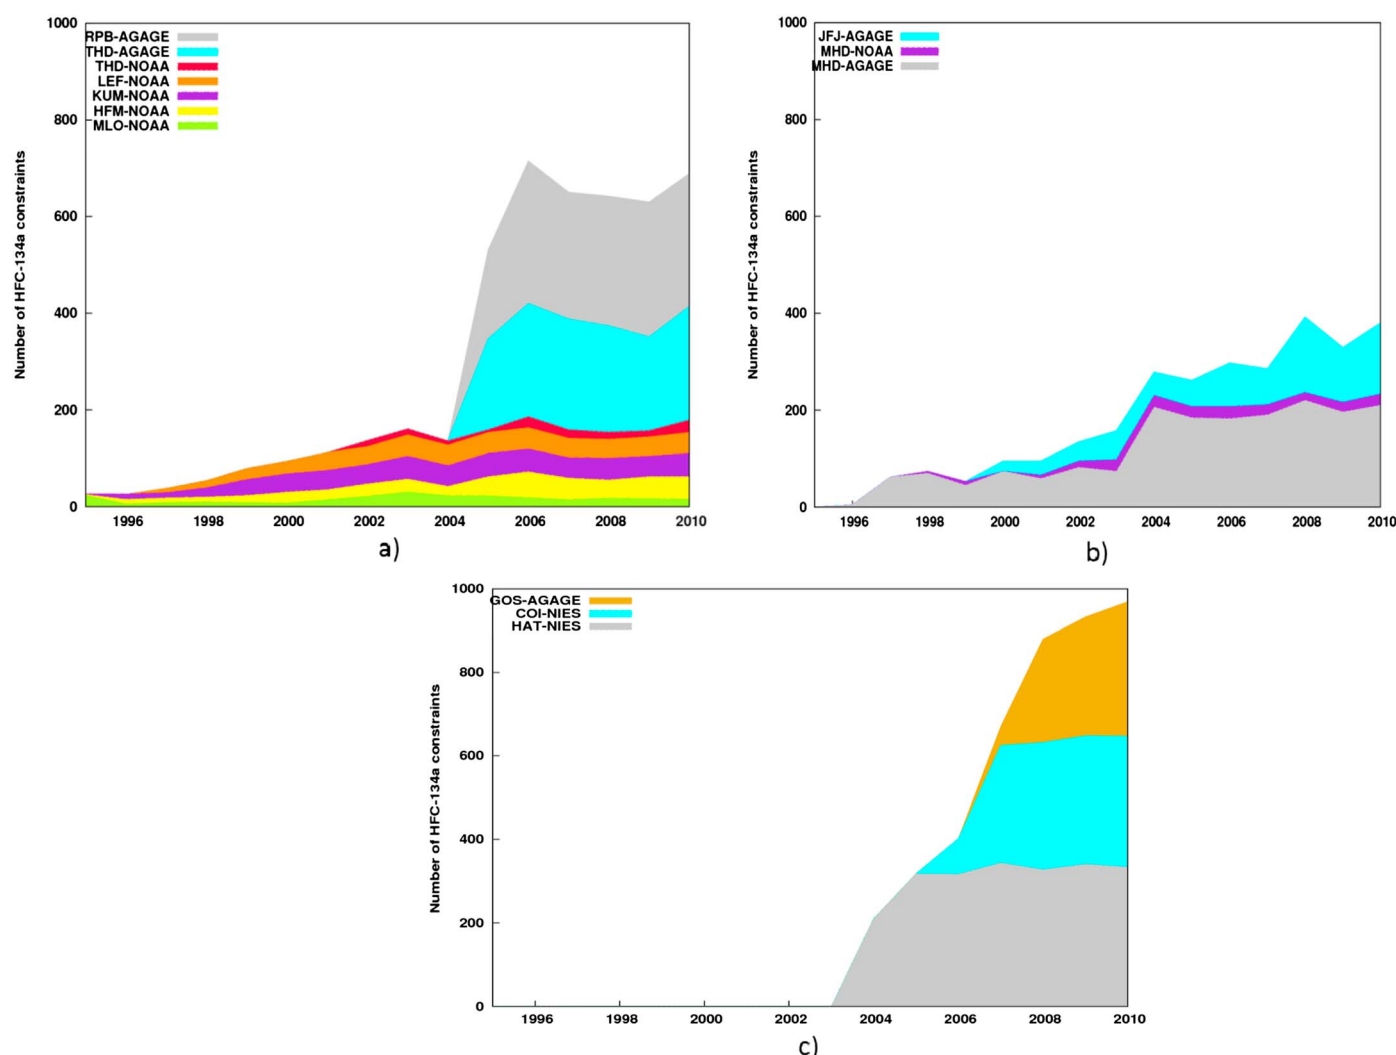 1000
800
600
400
200
0
Number of HFC-134a constraints
RPB-AGAGE
THD-AGAGE
THD-NOAA
LEF-NOAA
KUM-NOAA
HFM-NOAA
MLO-NOAA
1996 1998 2000 2002 2004 2006 2008 2010
a)
1000
800
600
400
200
0
Number of HFC-134a constraints
JFJ-AGAGE
MHD-NOAA
MHD-AGAGE
1996 1998 2000 2002 2004 2006 2008 2010
b)
1000
800
600
400
200
0
Number of HFC-134a constraints
GOS-AGAGE
COI-NIES
HAT-NIES
1996 1998 2000 2002 2004 2006 2008 2010
c)